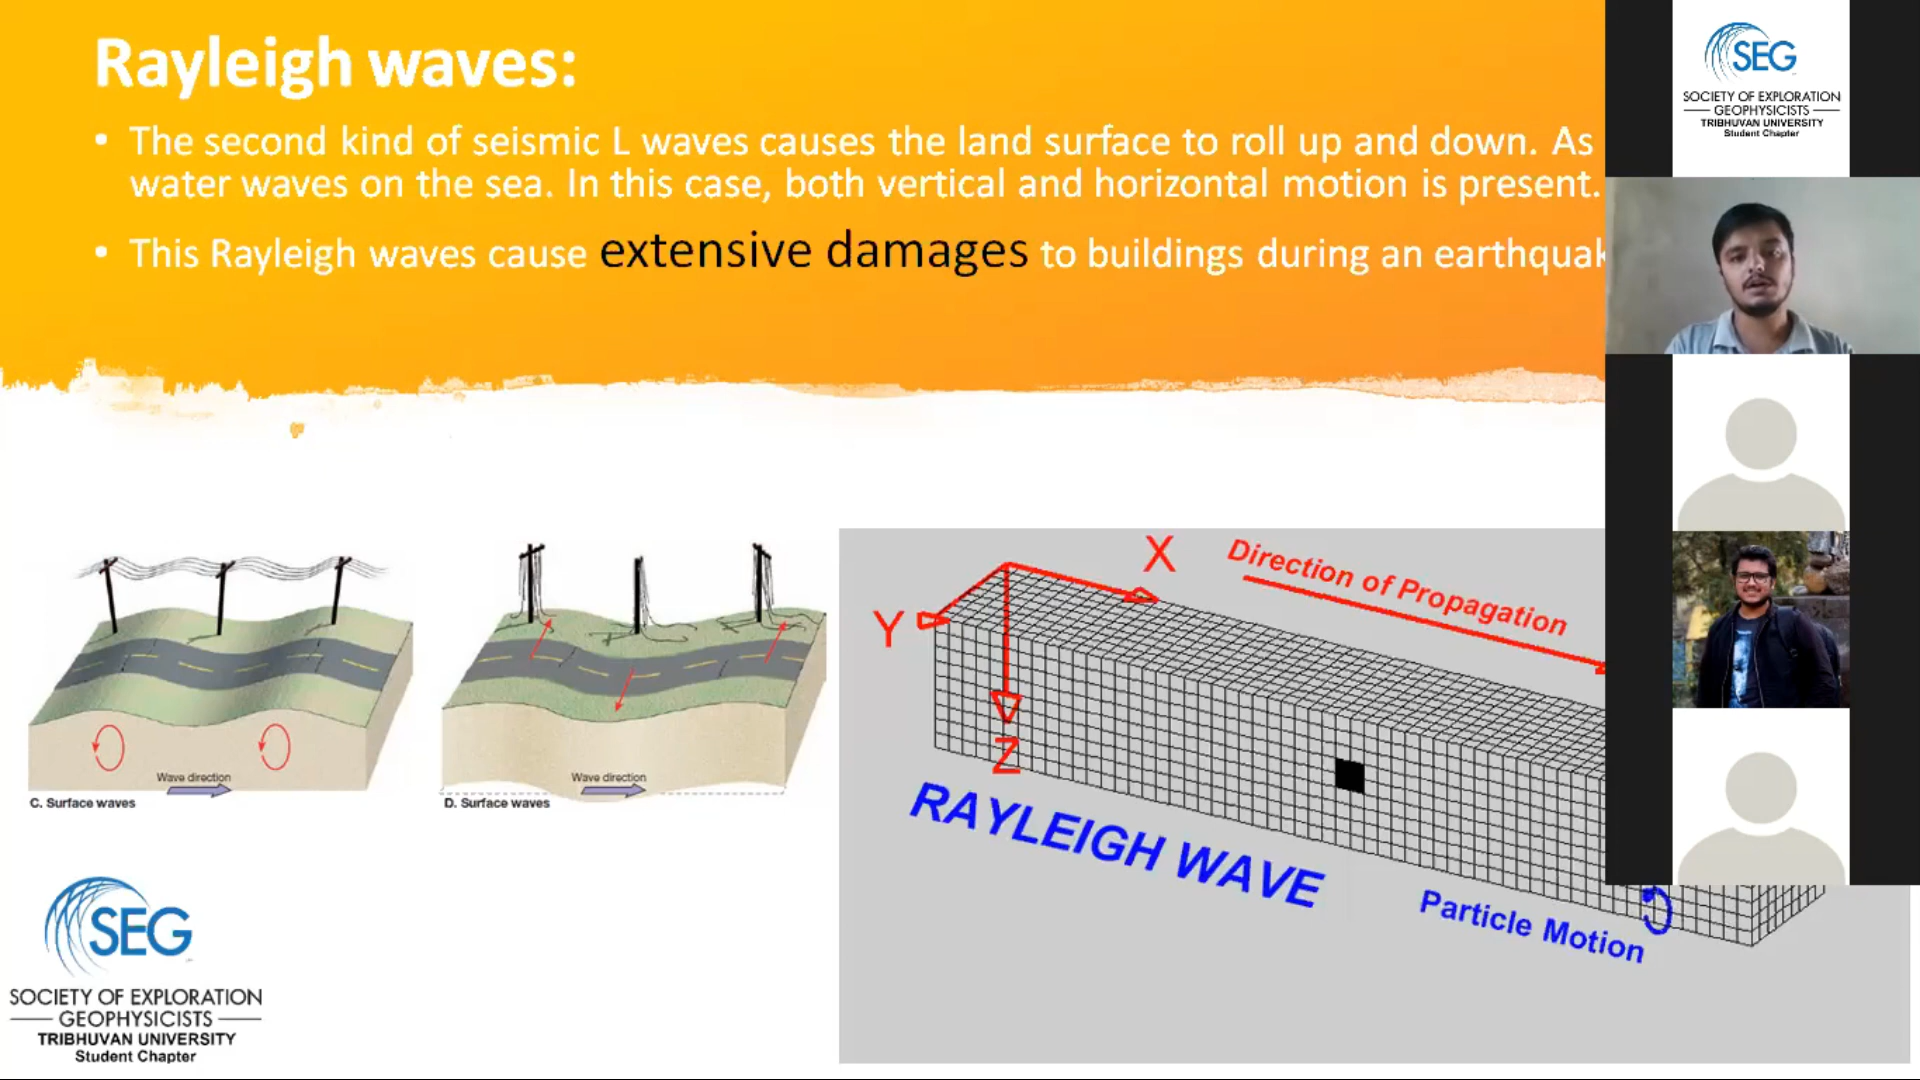 Rayleigh waves:
• The second kind of seismic L waves causes the land surface to roll up and down. As
water waves on the sea. In this case, both vertical and horizontal motion is present.
• This Rayleigh waves cause extensive damages to buildings during an earthquak
SEG
SOCIETY OF EXPLORATION
GEOPHYSICISTS
TRIBHUVAN UNIVERSITY
Student Chapter
Wave direction
C. Surface waves
Wave direction
D. Surface waves
X
Y
Z
Direction of Propagation
RAYLEIGH WAVE
Particle Motion
SEG
SOCIETY OF EXPLORATION
GEOPHYSICISTS
TRIBHUVAN UNIVERSITY
Student Chapter